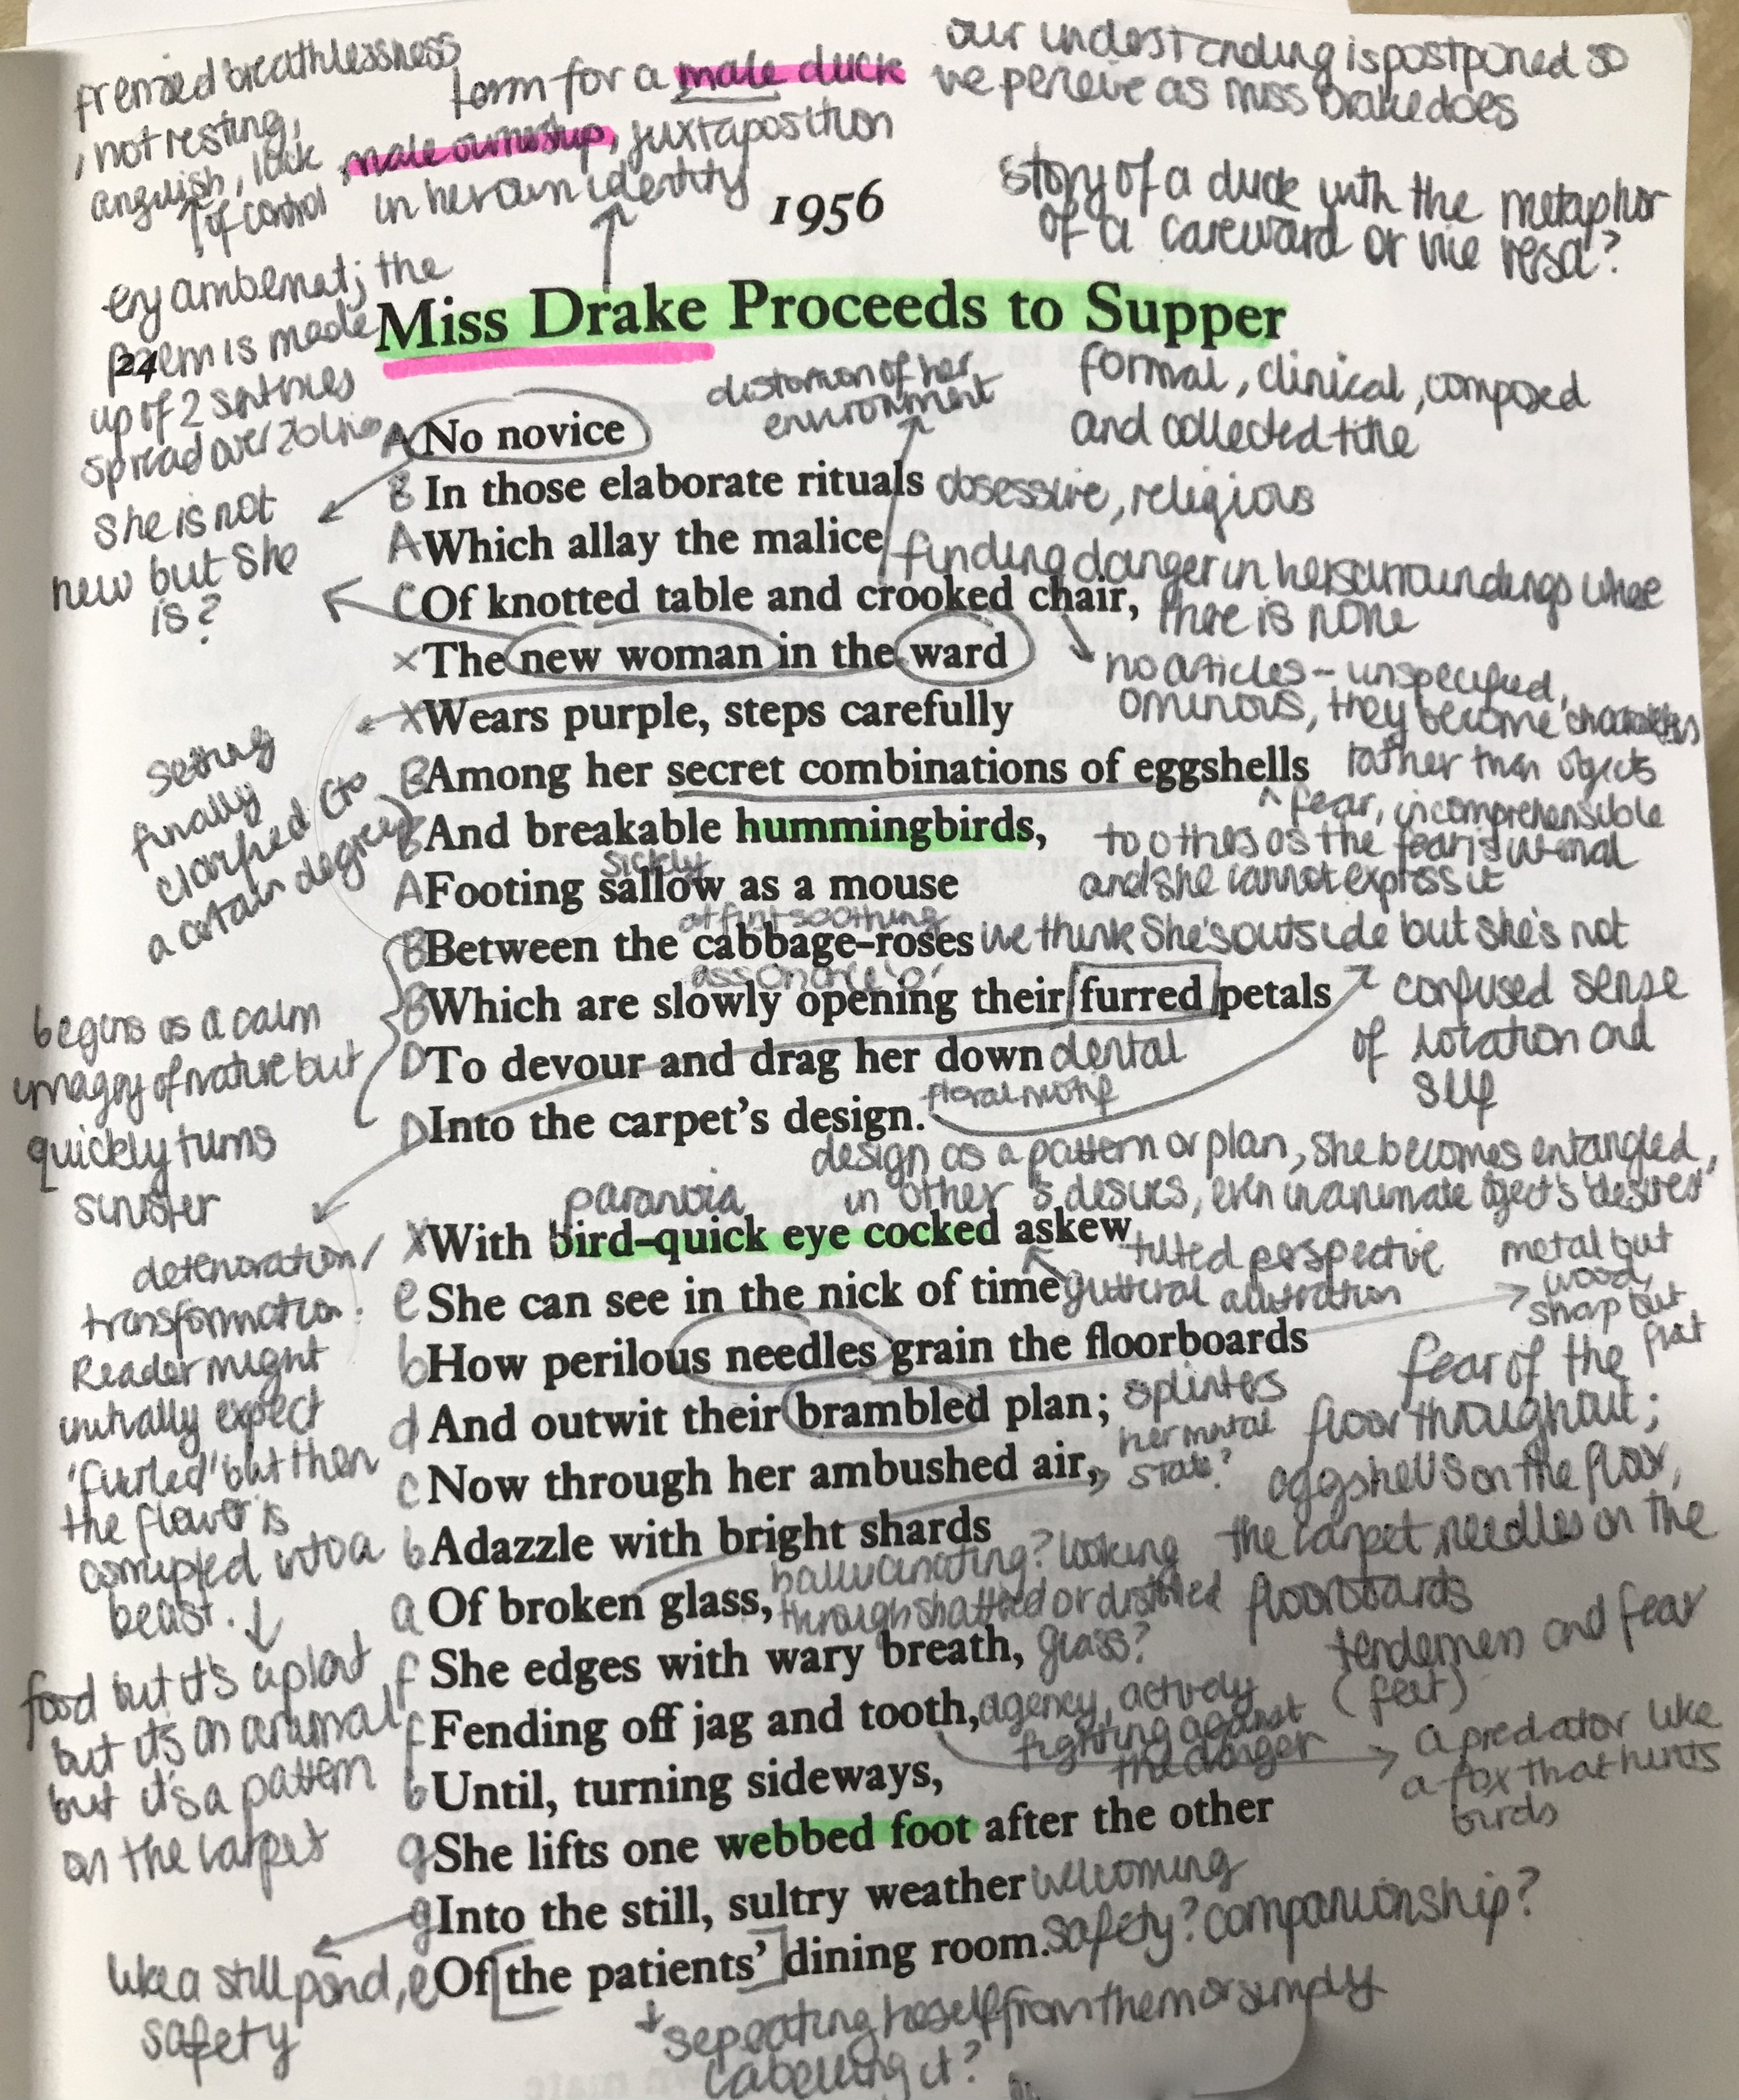 frenzied breathlessness
, not resting,
anguish, lack
of control
term for a male duck
male ownership, juxtaposition
in her own identity
our understanding is postponed so
we percieve as miss Drake does
1956
story of a duck with the metaphor
of a careward or vice versa?
enjambemat; the
poem is made
up of 2 sentences
spread over 20 lines
24
Miss Drake Proceeds to Supper
distortion of her
environment
formal, clinical, composed
and collected title
A No novice
B In those elaborate rituals obsessive, religious
A Which allay the malice finding danger in her surroundings where
there is none
C Of knotted table and crooked chair,
she is not
new but she
is?
X The new woman in the ward
no articles - unspecified,
ominous, they become characters
rather than objects
X Wears purple, steps carefully
setting
finally
clarified (to
a certain degree)
B Among her secret combinations of eggshells
fear, incomprehensible
to others as the fear is internal
and she cannot express it
B And breakable hummingbirds,
sickly
A Footing sallow as a mouse
at first soothing
B Between the cabbage-roses we think she's outside but she's not
assonance 'o'
B Which are slowly opening their furred petals
confused sense
of location and
self
D To devour and drag her down dental
floral motif
D Into the carpet's design.
begins as a calm
imagery of nature but
quickly turns
sinister
design as a pattern or plan, she becomes entangled,
in other's desires, even inanimate object's 'desires'
paranoia
X With bird-quick eye cocked askew
tilted perspective
guttural alliteration
metal but
wood,
sharp but
flat
e She can see in the nick of time
b How perilous needles grain the floorboards
d And outwit their brambled plan; splinters
her mental
state?
c Now through her ambushed air,
b Adazzle with bright shards
a Of broken glass,
hallucinating? looking
through shattered or distilled
glass?
fear of the
floor throughout;
eggshells on the floor,
the carpet, needles on the
floorboards
tenderness and fear
(feet)
deterioration/
transformation.
Reader might
initially expect
'furled' but then
the flower is
corrupted into a
beast.
food but it's a plant
but it's an animal
but it's a pattern
on the carpet
f She edges with wary breath,
f Fending off jag and tooth, agency, actively
fighting against
the danger
a predator like
a fox that hunts
birds
b Until, turning sideways,
g She lifts one webbed foot after the other
g Into the still, sultry weather welcoming
e Of the patients' dining room. safety? companionship?
like a still pond,
safety
seperating herself from them or simply
labelling it?